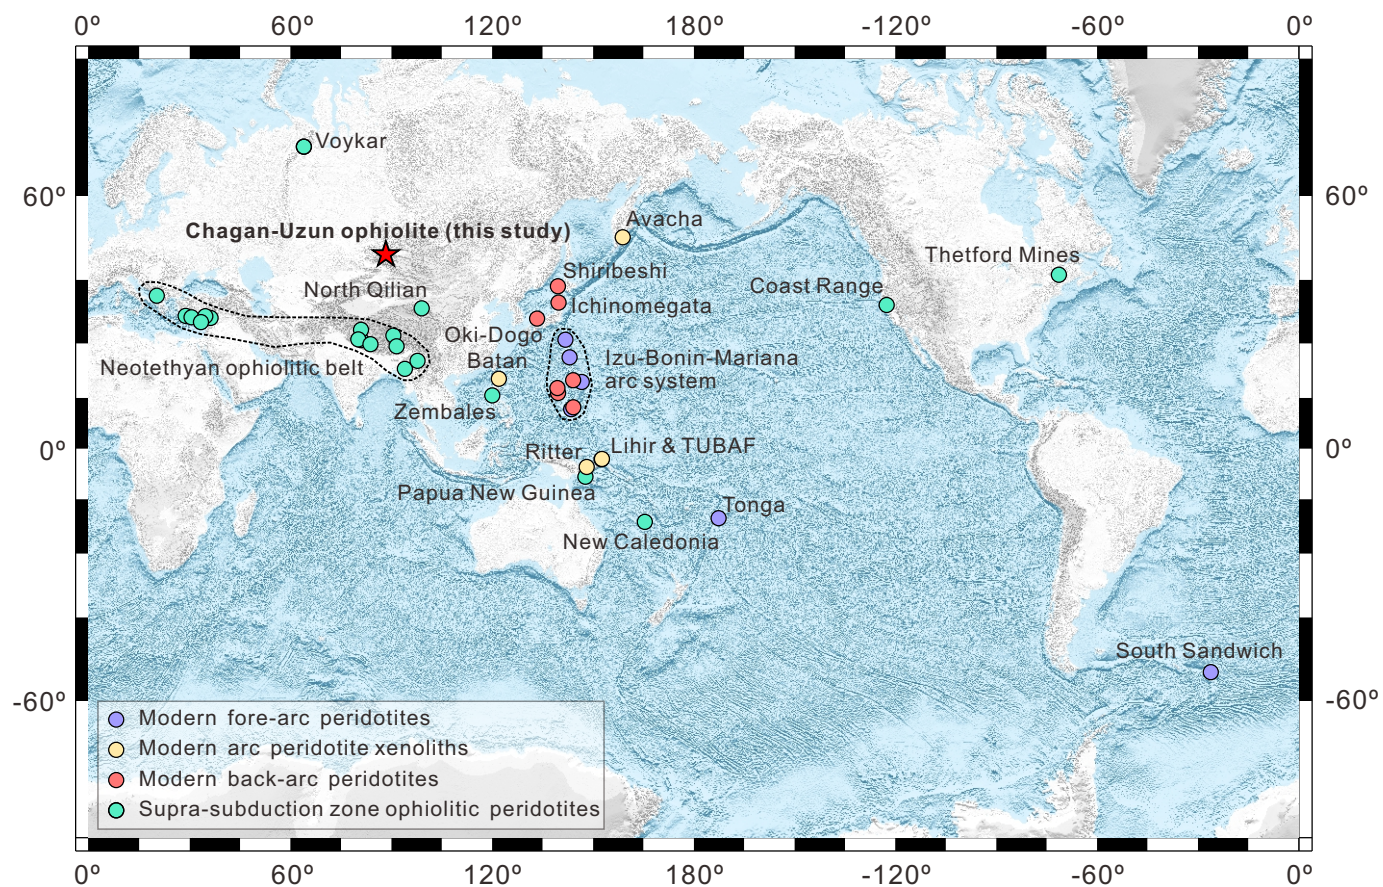 0º 60º 120º 180º -120º -60º 0º
Voykar
60º 60º
Avacha
Chagan-Uzun ophiolite (this study)
Thetford Mines
Shiribeshi
Coast Range
North Qilian
Ichinomegata
Oki-Dogo
Batan
Izu-Bonin-Mariana
arc system
Neotethyan ophiolitic belt
Zembales
0º 0º
Ritter
Lihir & TUBAF
Papua New Guinea
Tonga
New Caledonia
South Sandwich
-60º -60º
Modern fore-arc peridotites
Modern arc peridotite xenoliths
Modern back-arc peridotites
Supra-subduction zone ophiolitic peridotites
0º 60º 120º 180º -120º -60º 0º